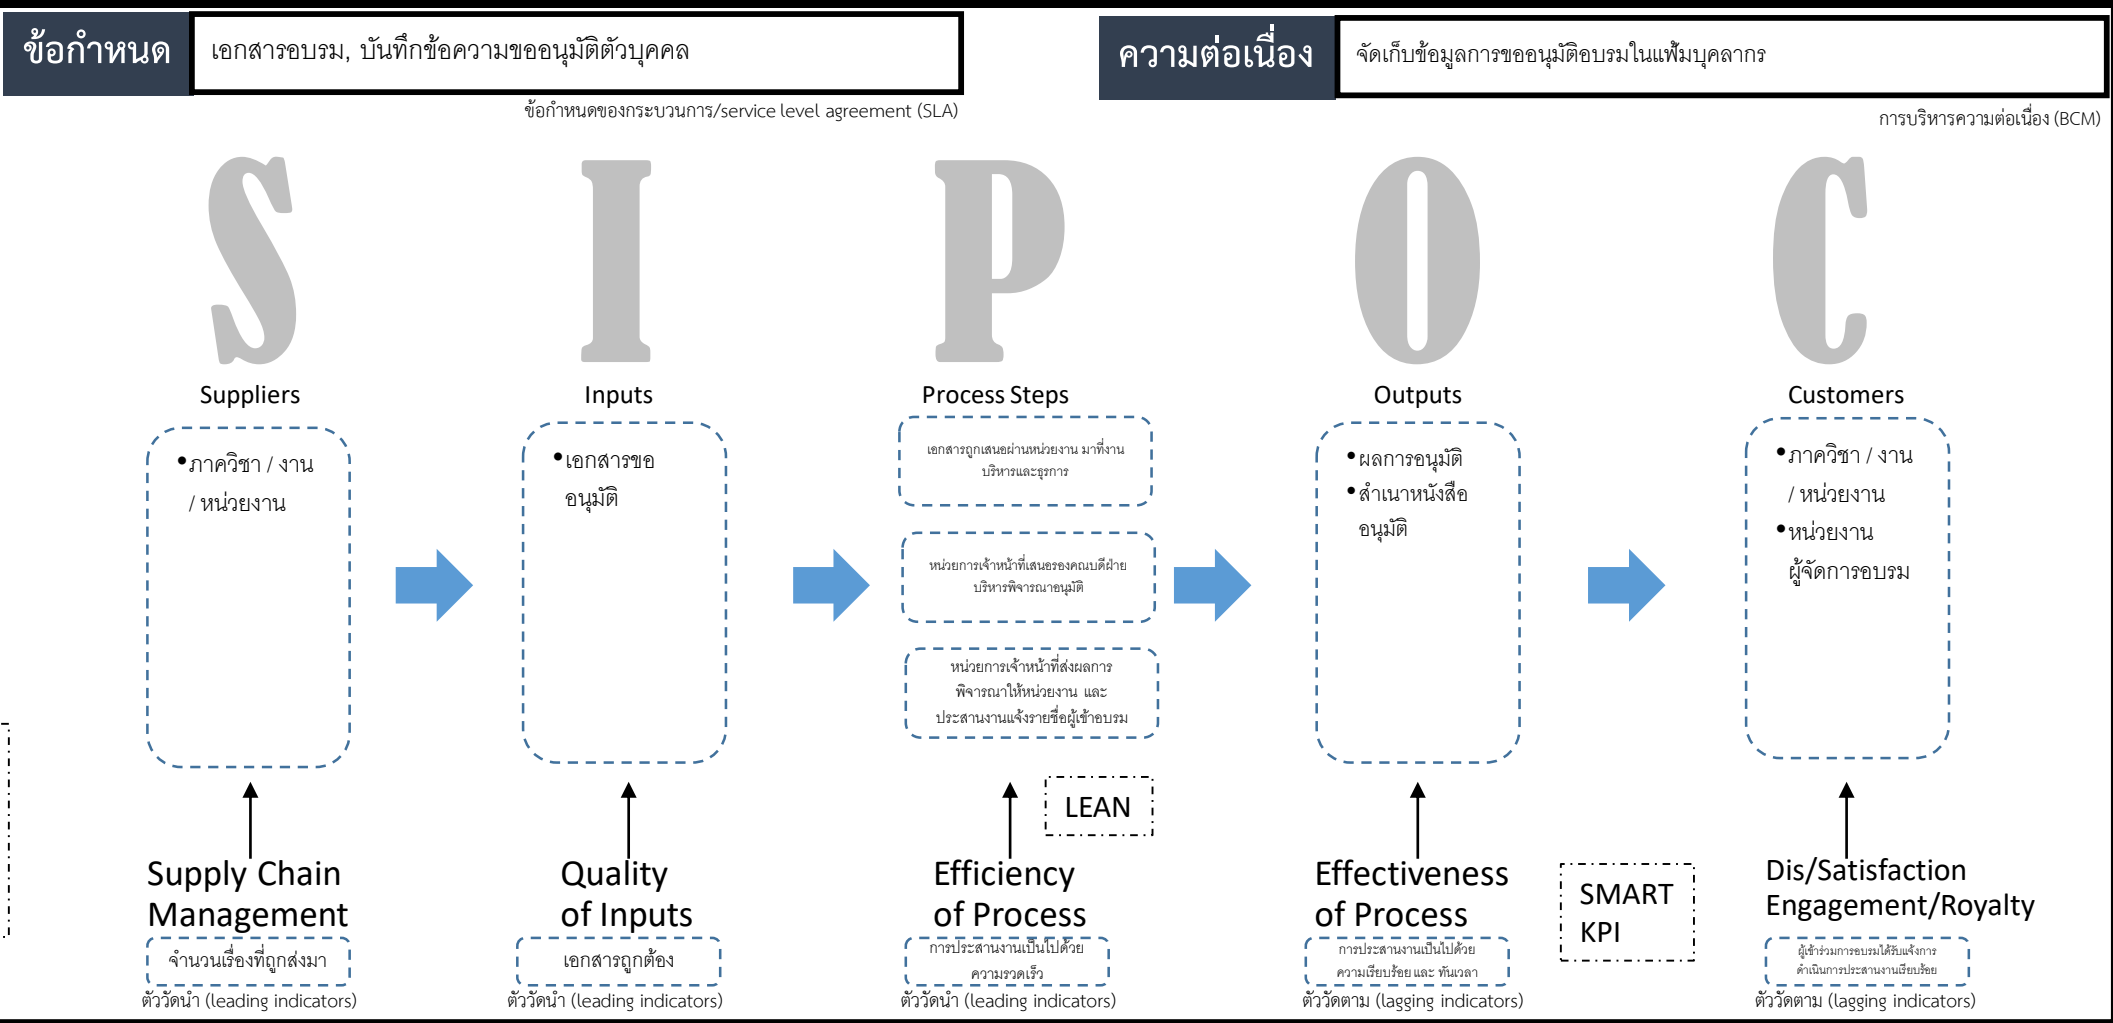 ข้อกำหนด
เอกสารอบรม, บันทึกข้อความขออนุมัติตัวบุคคล
ข้อกำหนดของกระบวนการ/service level agreement (SLA)
ความต่อเนื่อง
จัดเก็บข้อมูลการขออนุมัติอบรมในแฟ้มบุคลากร
การบริหารความต่อเนื่อง (BCM)
S
I
P
O
C
Suppliers
•ภาควิชา / งาน
/ หน่วยงาน
Supply Chain
Management
จำนวนเรื่องที่ถูกส่งมา
ตัววัดนำ (leading indicators)
Inputs
•เอกสารขอ
อนุมัติ
Quality
of Inputs
เอกสารถูกต้อง
ตัววัดนำ (leading indicators)
Process Steps
เอกสารถูกเสนอผ่านหน่วยงาน มาที่งาน
บริหารและธุรการ
หน่วยการเจ้าหน้าที่เสนอรองคณบดีฝ่าย
บริหารพิจารณาอนุมัติ
หน่วยการเจ้าหน้าที่ส่งผลการ
พิจารณาให้หน่วยงาน และ
ประสานงานแจ้งรายชื่อผู้เข้าอบรม
LEAN
Efficiency
of Process
การประสานงานเป็นไปด้วย
ความรวดเร็ว
ตัววัดนำ (leading indicators)
Outputs
•ผลการอนุมัติ
•สำเนาหนังสือ
อนุมัติ
Effectiveness
of Process
การประสานงานเป็นไปด้วย
ความเรียบร้อย และ ทันเวลา
ตัววัดตาม (lagging indicators)
SMART
KPI
Customers
•ภาควิชา / งาน
/ หน่วยงาน
•หน่วยงาน
ผู้จัดการอบรม
Dis/Satisfaction
Engagement/Royalty
ผู้เข้าร่วมการอบรมได้รับแจ้งการ
ดำเนินการประสานงานเรียบร้อย
ตัววัดตาม (lagging indicators)